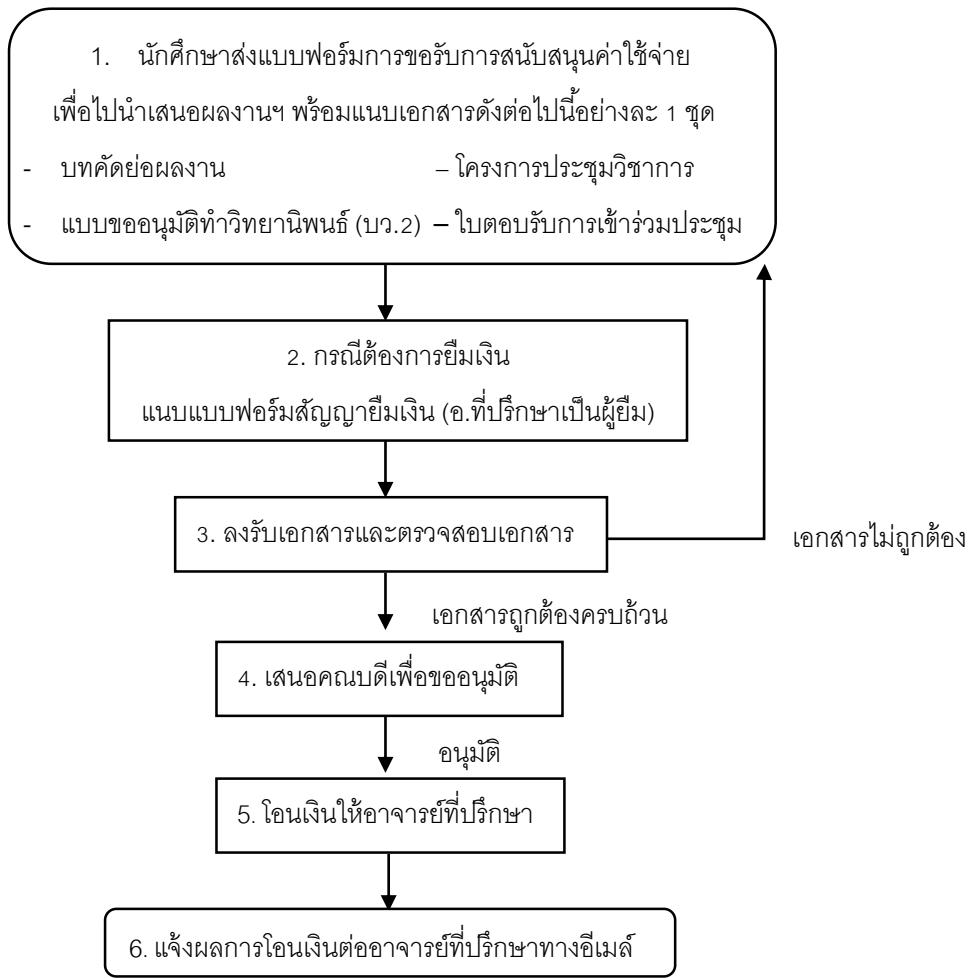 1. นักศึกษาส่งแบบฟอร์มการขอรับการสนับสนุนค่าใช้จ่าย
เพื่อไปนำเสนอผลงานฯ พร้อมแนบเอกสารดังต่อไปนี้อย่างละ 1 ชุด
- บทคัดย่อผลงาน – โครงการประชุมวิชาการ
- แบบขออนุมัติทำวิทยานิพนธ์ (บว.2) – ใบตอบรับการเข้าร่วมประชุม
2. กรณีต้องการยืมเงิน
แนบแบบฟอร์มสัญญายืมเงิน (อ.ที่ปรึกษาเป็นผู้ยืม)
3. ลงรับเอกสารและตรวจสอบเอกสาร
เอกสารไม่ถูกต้อง
เอกสารถูกต้องครบถ้วน
4. เสนอคณบดีเพื่อขออนุมัติ
อนุมัติ
5. โอนเงินให้อาจารย์ที่ปรึกษา
6. แจ้งผลการโอนเงินต่ออาจารย์ที่ปรึกษาทางอีเมล์